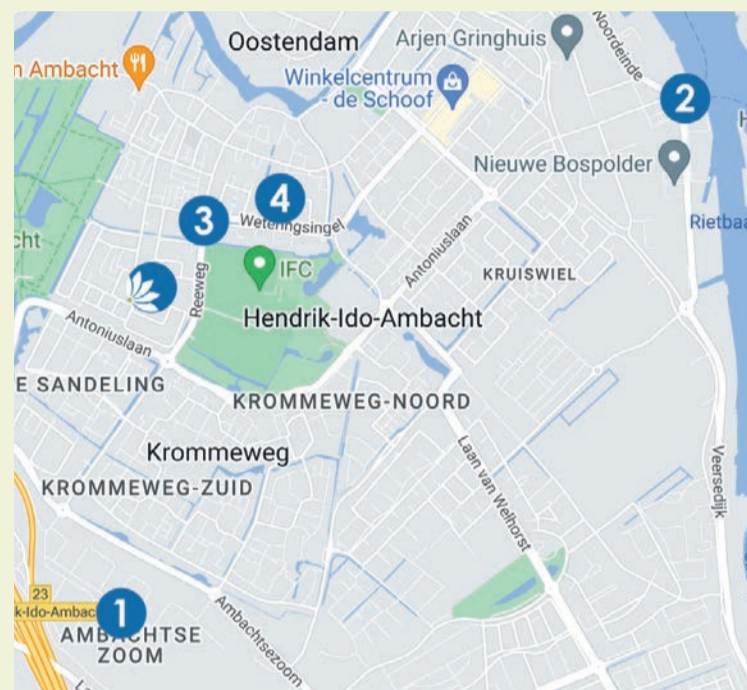 Oostendam
Arjen Gringhuis
Noordeinde
n Ambacht
Winkelcentrum
de Schoof
2
H
Nieuwe Bospolder
4
3
Weteringsingel
Rietbaa
cht
IFC
Antoniuslaan
KRUISWIEL
Reeweg
Hendrik-Ido-Ambacht
Antoniuslaan
E SANDELING
KROMMEWEG-NOORD
Krommeweg
Laan van Welhorst
Veersedijk
KROMMEWEG-ZUID
23
k-Ido-Ambac
1
Ambachtsezoom
AMBACHTSE
ZOOM
La